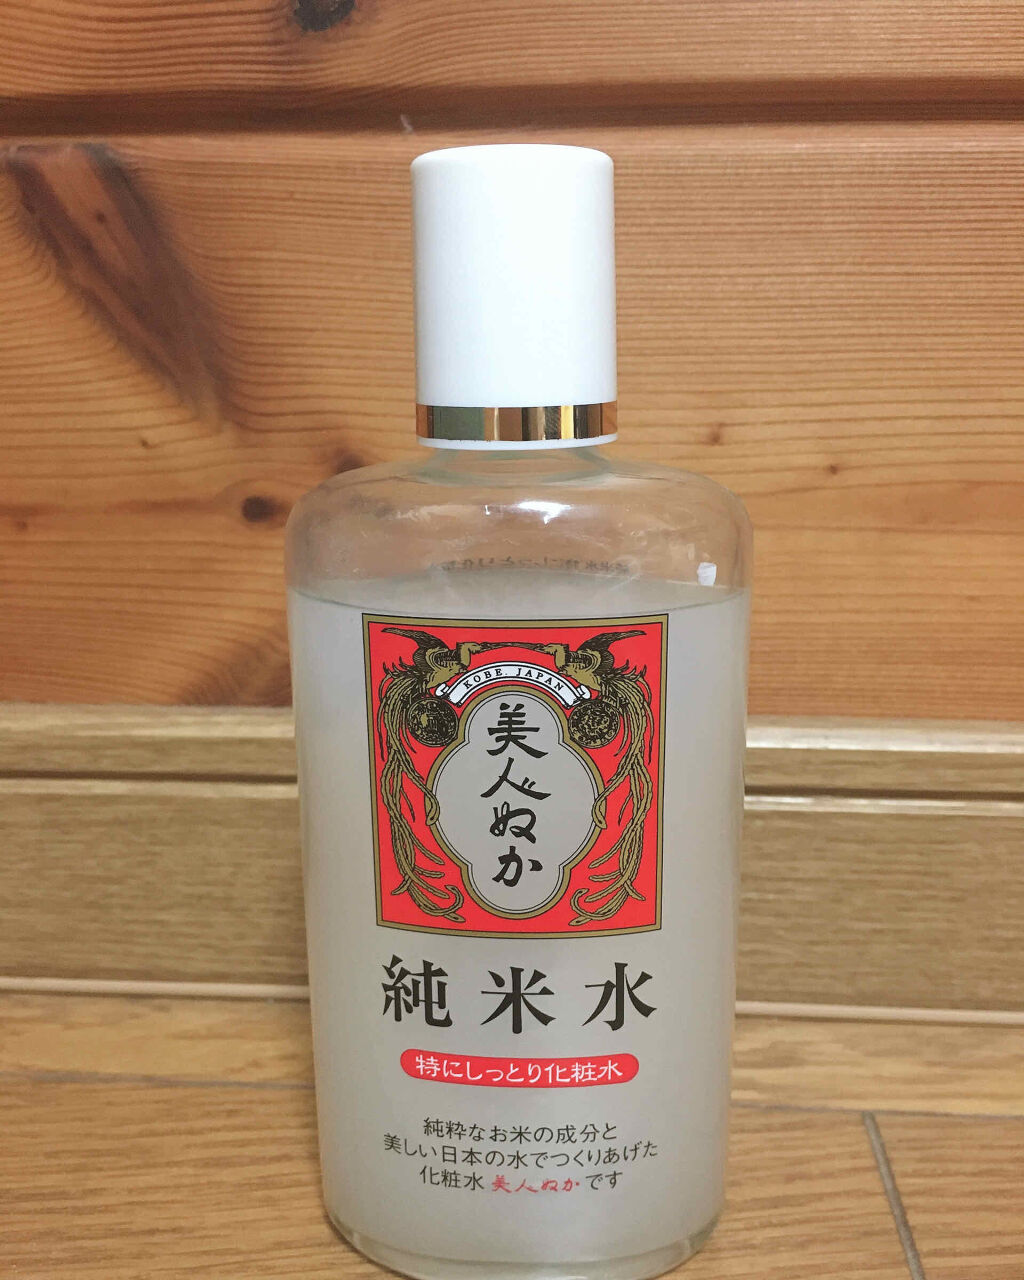 KOBE. JAPAN
美人ぬか
純米水
特にしっとり化粧水
純粋なお米の成分と
美しい日本の水でつくりあげた
化粧水 美人ぬか です